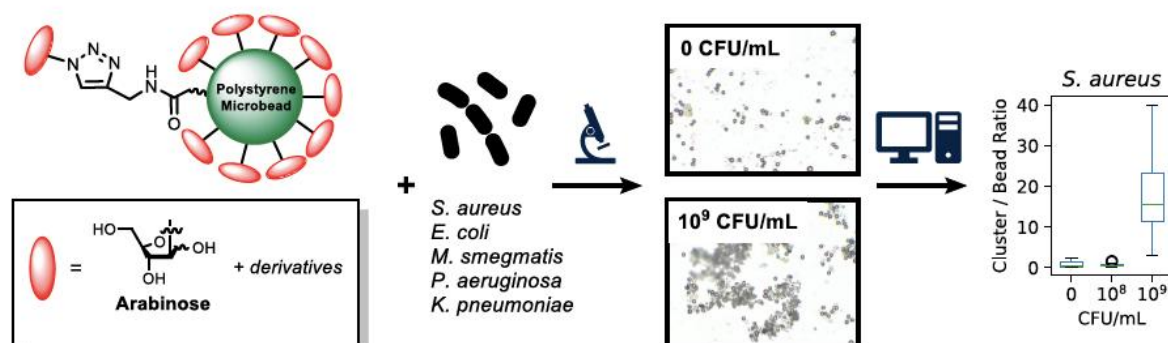 N
N
N
H
N
O
Polystyrene
Microbead
HO
O
OH
OH
=
Arabinose
+ derivatives
+
S. aureus
E. coli
M. smegmatis
P. aeruginosa
K. pneumoniae
0 CFU/mL
10⁹ CFU/mL
S. aureus
Cluster / Bead Ratio
40
30
20
10
0
0 10⁸ 10⁹
CFU/mL